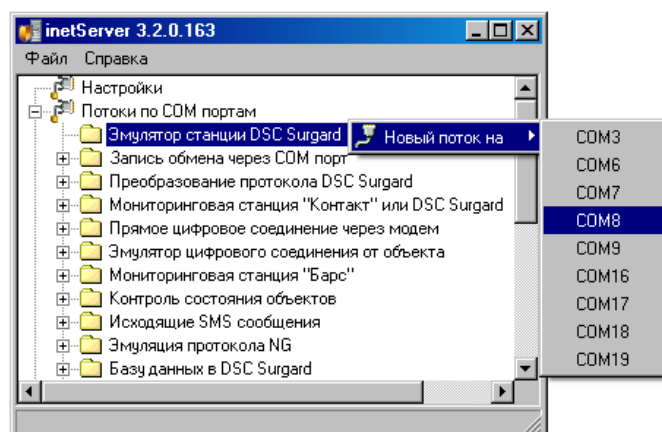 inetServer 3.2.0.163
Файл Справка
Настройки
Потоки по COM портам
Эмулятор станции DSC Surgard
Новый поток на
Запись обмена через COM порт
Преобразование протокола DSC Surgard
Мониторинговая станция "Контакт" или DSC Surgard
Прямое цифровое соединение через модем
Эмулятор цифрового соединения от объекта
Мониторинговая станция "Барс"
Контроль состояния объектов
Исходящие SMS сообщения
Эмуляция протокола NG
Базу данных в DSC Surgard
COM3
COM6
COM7
COM8
COM9
COM16
COM17
COM18
COM19